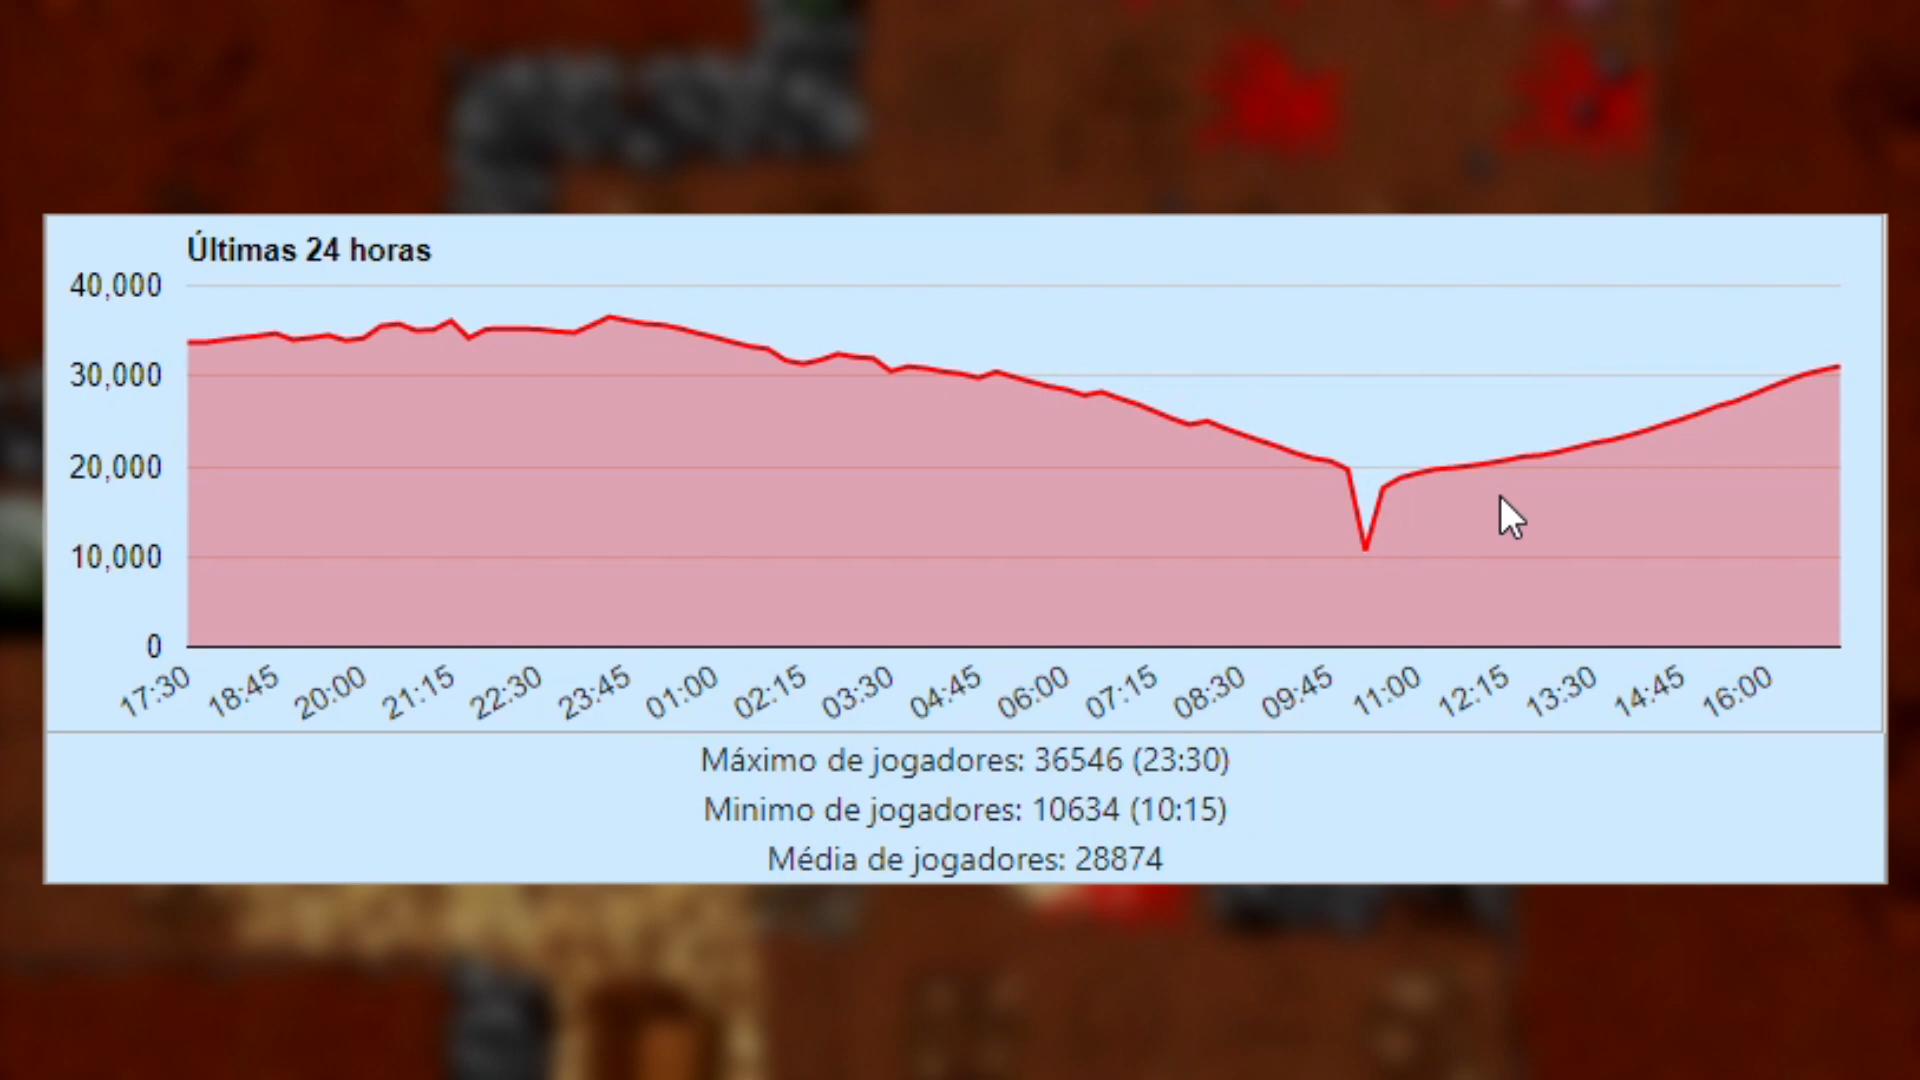 Últimas 24 horas
40,000
30,000
20,000
10,000
0
17:30 18:45 20:00 21:15 22:30 23:45 01:00 02:15 03:30 04:45 06:00 07:15 08:30 09:45 11:00 12:15 13:30 14:45 16:00
Máximo de jogadores: 36546 (23:30)
Minimo de jogadores: 10634 (10:15)
Média de jogadores: 28874